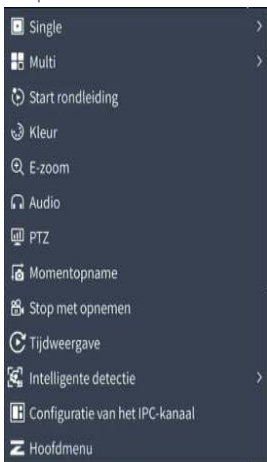 Single
Multi
Start rondleiding
Kleur
E-zoom
Audio
PTZ
Momentopname
Stop met opnemen
Tijdweergave
Intelligente detectie
Configuratie van het IPC-kanaal
Hoofdmenu